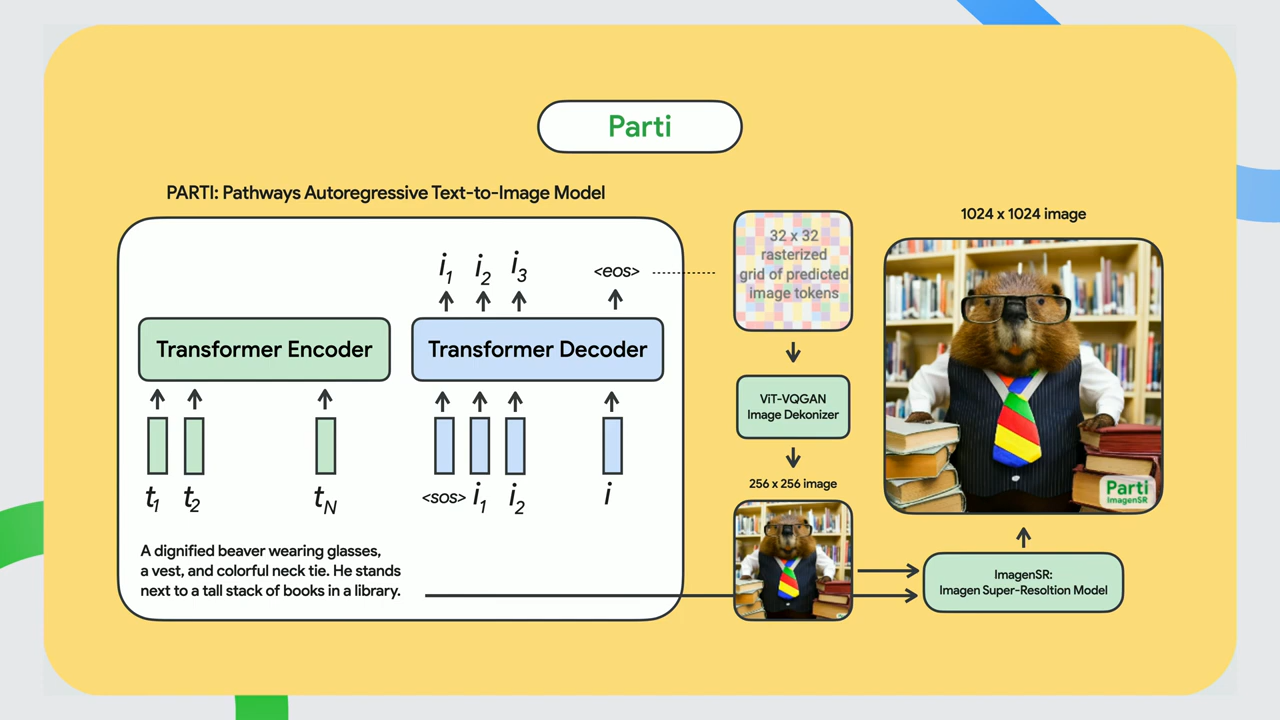 Parti
PARTI: Pathways Autoregressive Text-to-Image Model
i1 i2 i3 <eos>
Transformer Encoder
Transformer Decoder
t1 t2 tN
<sos> i1 i2 i
A dignified beaver wearing glasses,
a vest, and colorful neck tie. He stands
next to a tall stack of books in a library.
32 x 32
rasterized
grid of predicted
image tokens
ViT-VQGAN
Image Dekonizer
256 x 256 image
1024 x 1024 image
Parti
ImagenSR
ImagenSR:
Imagen Super-Resoltion Model